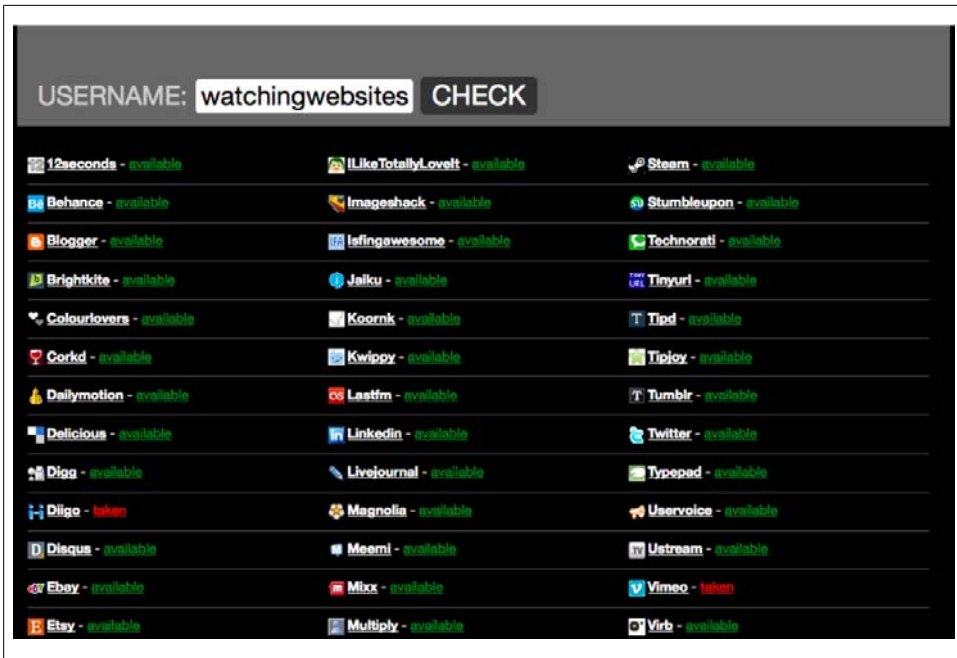 USERNAME: watchingwebsites CHECK
12seconds - available ILikeTotallyLoveIt - available Steam - available
Behance - available Imageshack - available Stumbleupon - available
Blogger - available Isfingawesome - available Technorati - available
Brightkite - available Jaiku - available Tinyurl - available
Colourlovers - available Koornk - available Tipd - available
Corkd - available Kwippy - available Tipjoy - available
Dailymotion - available Lastfm - available Tumblr - available
Delicious - available Linkedin - available Twitter - available
Digg - available Livejournal - available Typepad - available
Diigo - taken Magnolia - available Uservoice - available
Disqus - available Meemi - available Ustream - available
Ebay - available Mixx - available Vimeo - taken
Etsy - available Multiply - available Virb - available